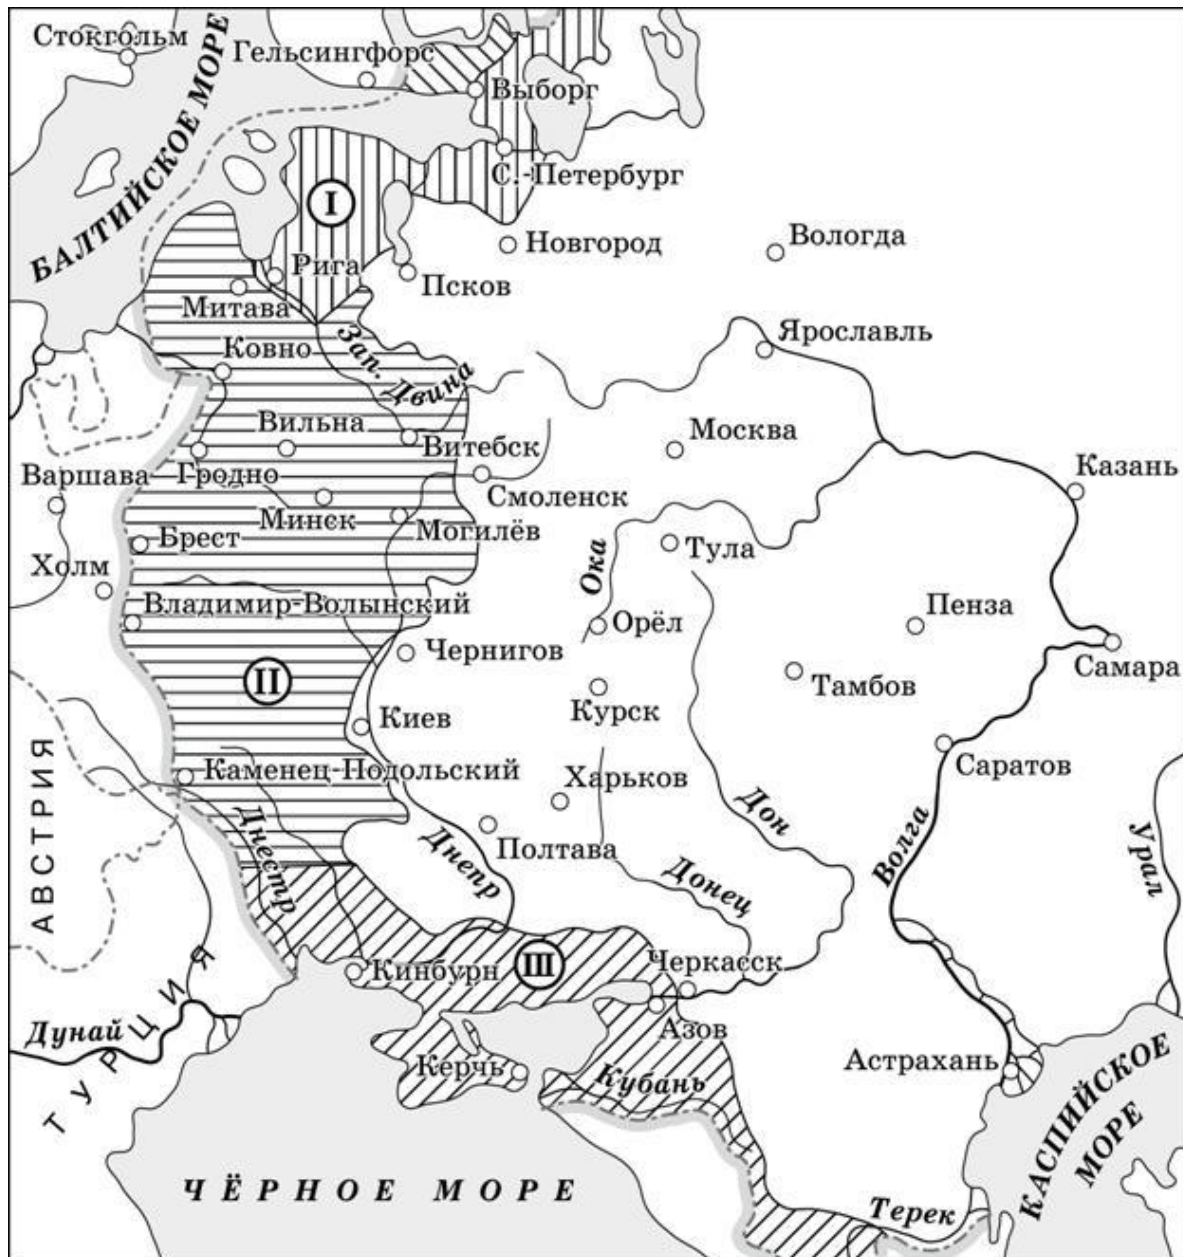 Стокгольм
Гельсингфорс
БАЛТИЙСКОЕ МОРЕ
Выборг
С.-Петербург
I
Новгород
Вологда
Рига
Псков
Митава
Ярославль
Ковно
Зап. Двина
Вильна
Витебск
Москва
Варшава
Гродно
Смоленск
Казань
Минск
Могилёв
Брест
Ока
Тула
Холм
Владимир-Волынский
Орёл
Пенза
Чернигов
Самара
II
Тамбов
Курск
Киев
Саратов
Каменец-Подольский
Харьков
АВСТРИЯ
Днестр
Днепр
Полтава
Дон
Волга
Урал
Донец
III
Черкасск
Кинбурн
Азов
Дунай
ТУРЦИЯ
Керчь
Кубань
Астрахань
КАСПИЙСКОЕ
МОРЕ
ЧЁРНОЕ МОРЕ
Терек